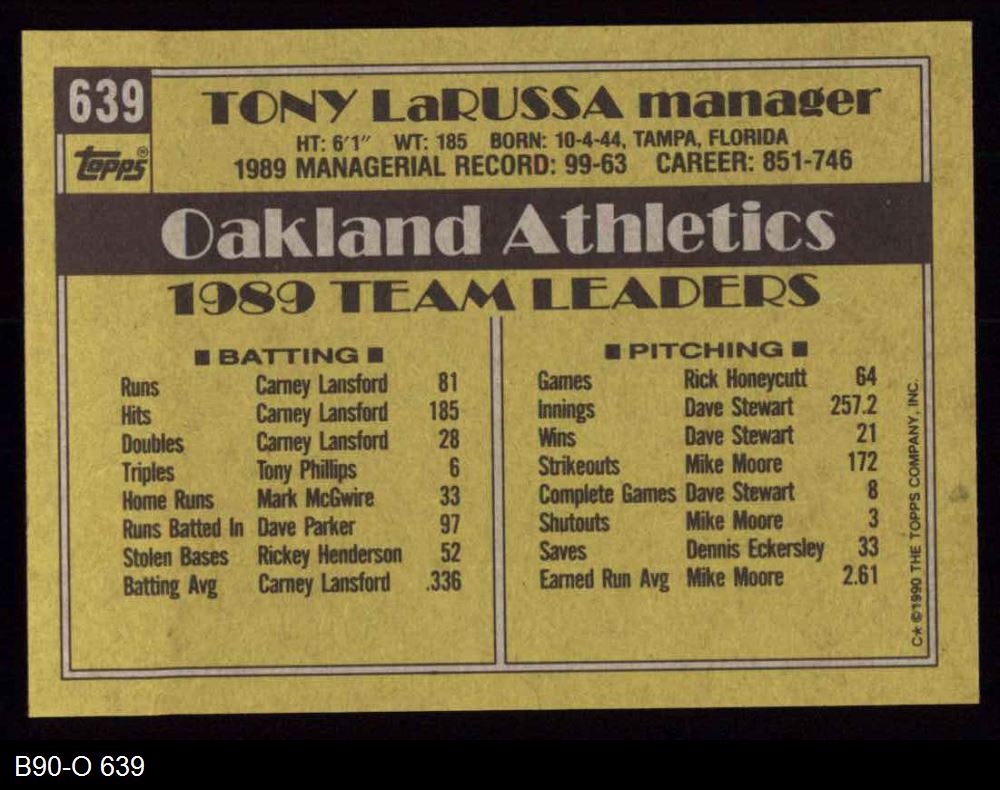 639
TONY LaRUSSA manager
HT: 6'1" WT: 185 BORN: 10-4-44, TAMPA, FLORIDA
topps®
1989 MANAGERIAL RECORD: 99-63 CAREER: 851-746
Oakland Athletics
1989 TEAM LEADERS
■ BATTING ■
Runs Carney Lansford 81
Hits Carney Lansford 185
Doubles Carney Lansford 28
Triples Tony Phillips 6
Home Runs Mark McGwire 33
Runs Batted In Dave Parker 97
Stolen Bases Rickey Henderson 52
Batting Avg Carney Lansford .336
■ PITCHING ■
Games Rick Honeycutt 64
Innings Dave Stewart 257.2
Wins Dave Stewart 21
Strikeouts Mike Moore 172
Complete Games Dave Stewart 8
Shutouts Mike Moore 3
Saves Dennis Eckersley 33
Earned Run Avg Mike Moore 2.61
C★ ©1990 THE TOPPS COMPANY, INC.
B90-O 639